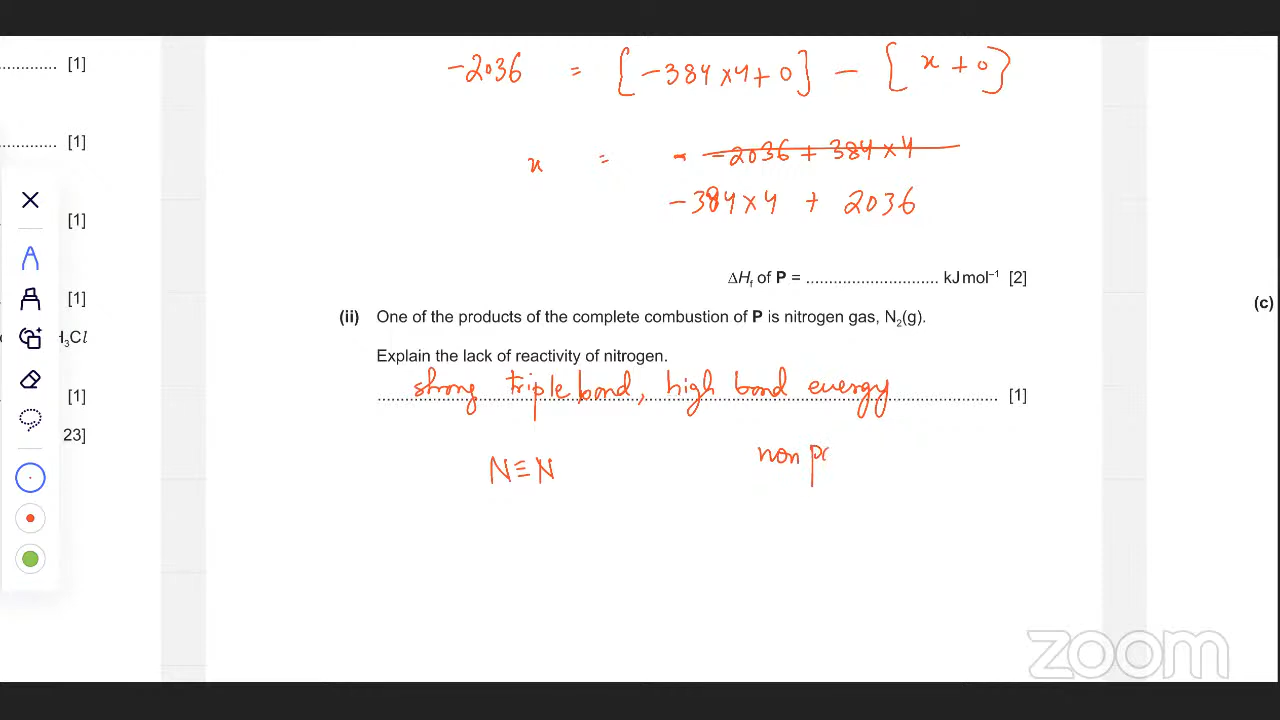 .............. [1]
-2036 = [-384×4+0] - [x+0]
.............. [1]
x = - -2036 + 384×4
-384×4 + 2036
.............. [1]
ΔHf of P = .............................. kJ mol⁻¹ [2]
.............. [1]
(ii) One of the products of the complete combustion of P is nitrogen gas, N₂(g).
(c)
H₃Cl
Explain the lack of reactivity of nitrogen.
strong triple bond, high bond energy [1]
.............. [1]
23]
N≡N
non po
zoom